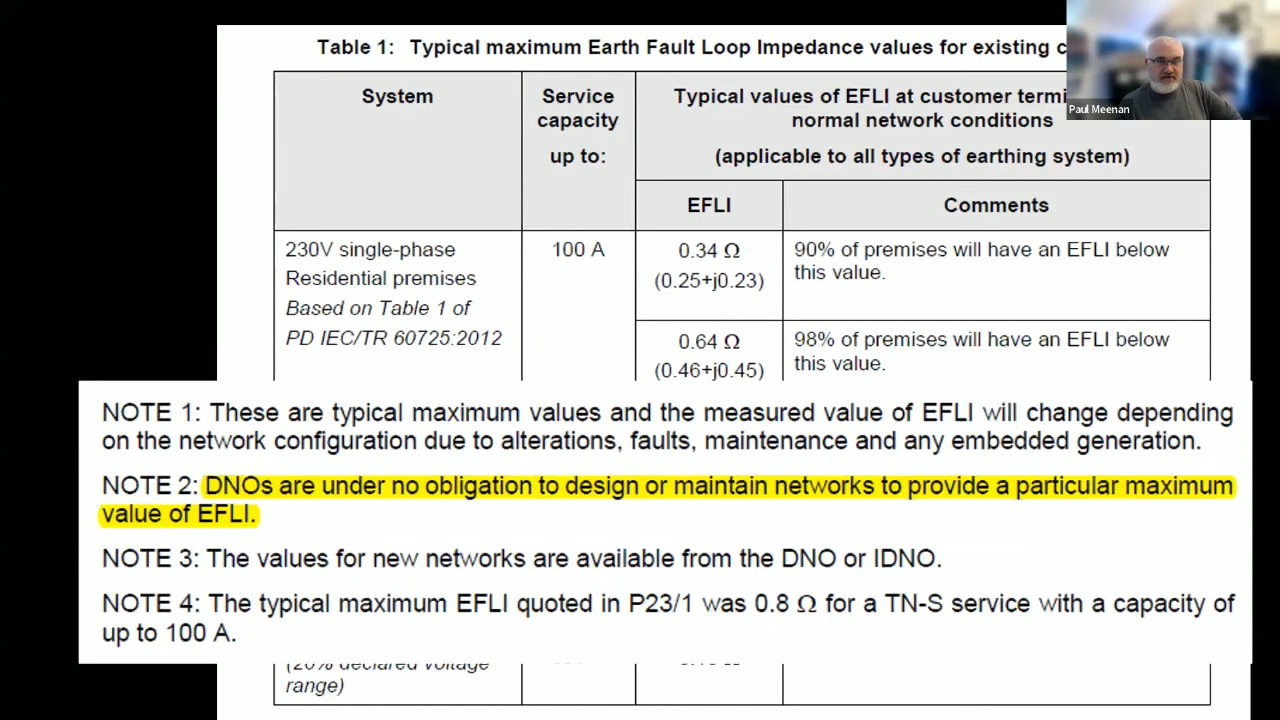 Table 1: Typical maximum Earth Fault Loop Impedance values for existing
Paul Meenan
System
Service
capacity
up to:
Typical values of EFLI at customer
normal network conditions
(applicable to all types of earthing system)
EFLI
Comments
230V single-phase
Residential premises
Based on Table 1 of
PD IEC/TR 60725:2012
100 A
0.34 Ω
(0.25+j0.23)
90% of premises will have an EFLI below
this value.
0.64 Ω
(0.46+j0.45)
98% of premises will have an EFLI below
this value.
NOTE 1: These are typical maximum values and the measured value of EFLI will change depending
on the network configuration due to alterations, faults, maintenance and any embedded generation.
NOTE 2: DNOs are under no obligation to design or maintain networks to provide a particular maximum
value of EFLI.
NOTE 3: The values for new networks are available from the DNO or IDNO.
NOTE 4: The typical maximum EFLI quoted in P23/1 was 0.8 Ω for a TN-S service with a capacity of
up to 100 A.
(20% declared voltage
range)